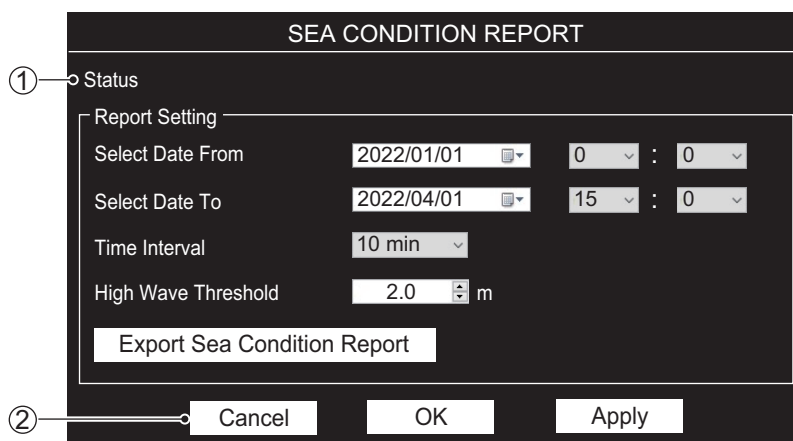 SEA CONDITION REPORT
① Status
Report Setting
Select Date From 2022/01/01 0 : 0
Select Date To 2022/04/01 15 : 0
Time Interval 10 min
High Wave Threshold 2.0 m
Export Sea Condition Report
② Cancel OK Apply